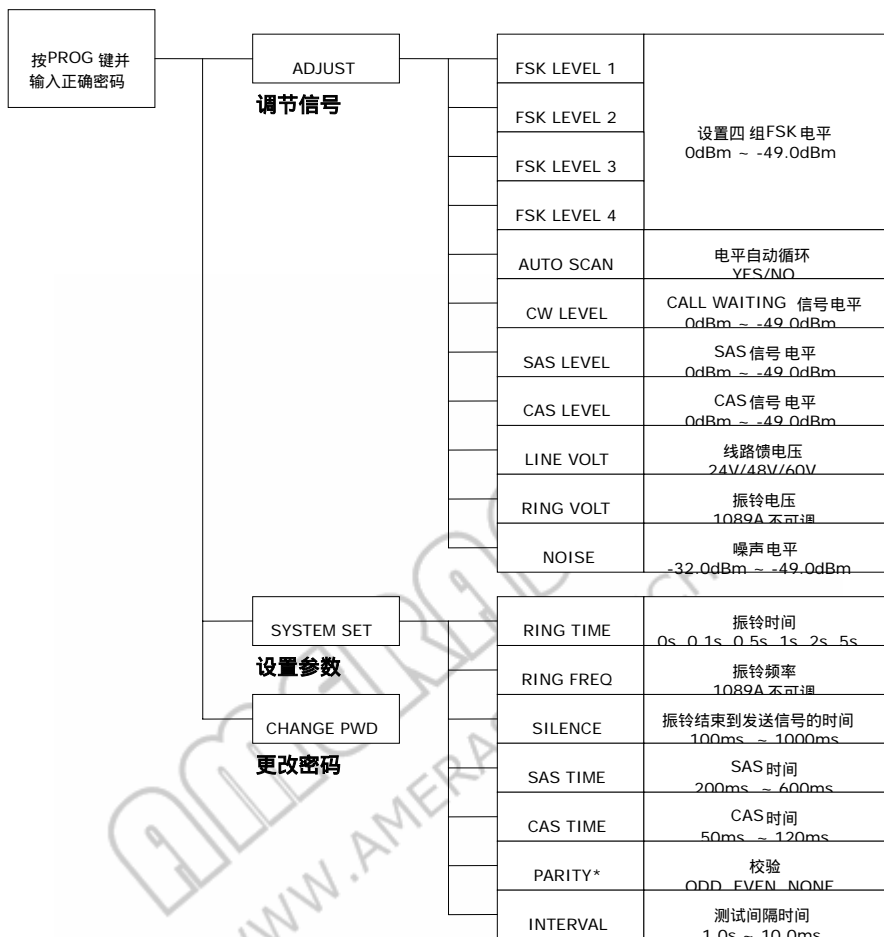 按PROG 键并
输入正确密码
ADJUST
调节信号
FSK LEVEL 1
FSK LEVEL 2
FSK LEVEL 3
FSK LEVEL 4
设置四 组FSK 电平
0dBm ~ -49.0dBm
AUTO SCAN
电平自动循环
YES/NO
CW LEVEL
CALL WAITING 信号电平
0dBm ~ -49.0dBm
SAS LEVEL
SAS 信号 电平
0dBm ~ -49.0dBm
CAS LEVEL
CAS 信号 电平
0dBm ~ -49.0dBm
LINE VOLT
线路馈电压
24V/48V/60V
RING VOLT
振铃电压
1089A 不可调
NOISE
噪声电平
-32.0dBm ~ -49.0dBm
SYSTEM SET
设置参数
CHANGE PWD
更改密码
RING TIME
振铃时间
0s 0.1s 0.5s 1s 2s 5s
RING FREQ
振铃频率
1089A 不可调
SILENCE
振铃结束到发送信号的时间
100ms ~ 1000ms
SAS TIME
SAS 时间
200ms ~ 600ms
CAS TIME
CAS 时间
50ms ~ 120ms
PARITY*
校验
ODD EVEN NONE
INTERVAL
测试间隔时间
1.0s ~ 10.0ms